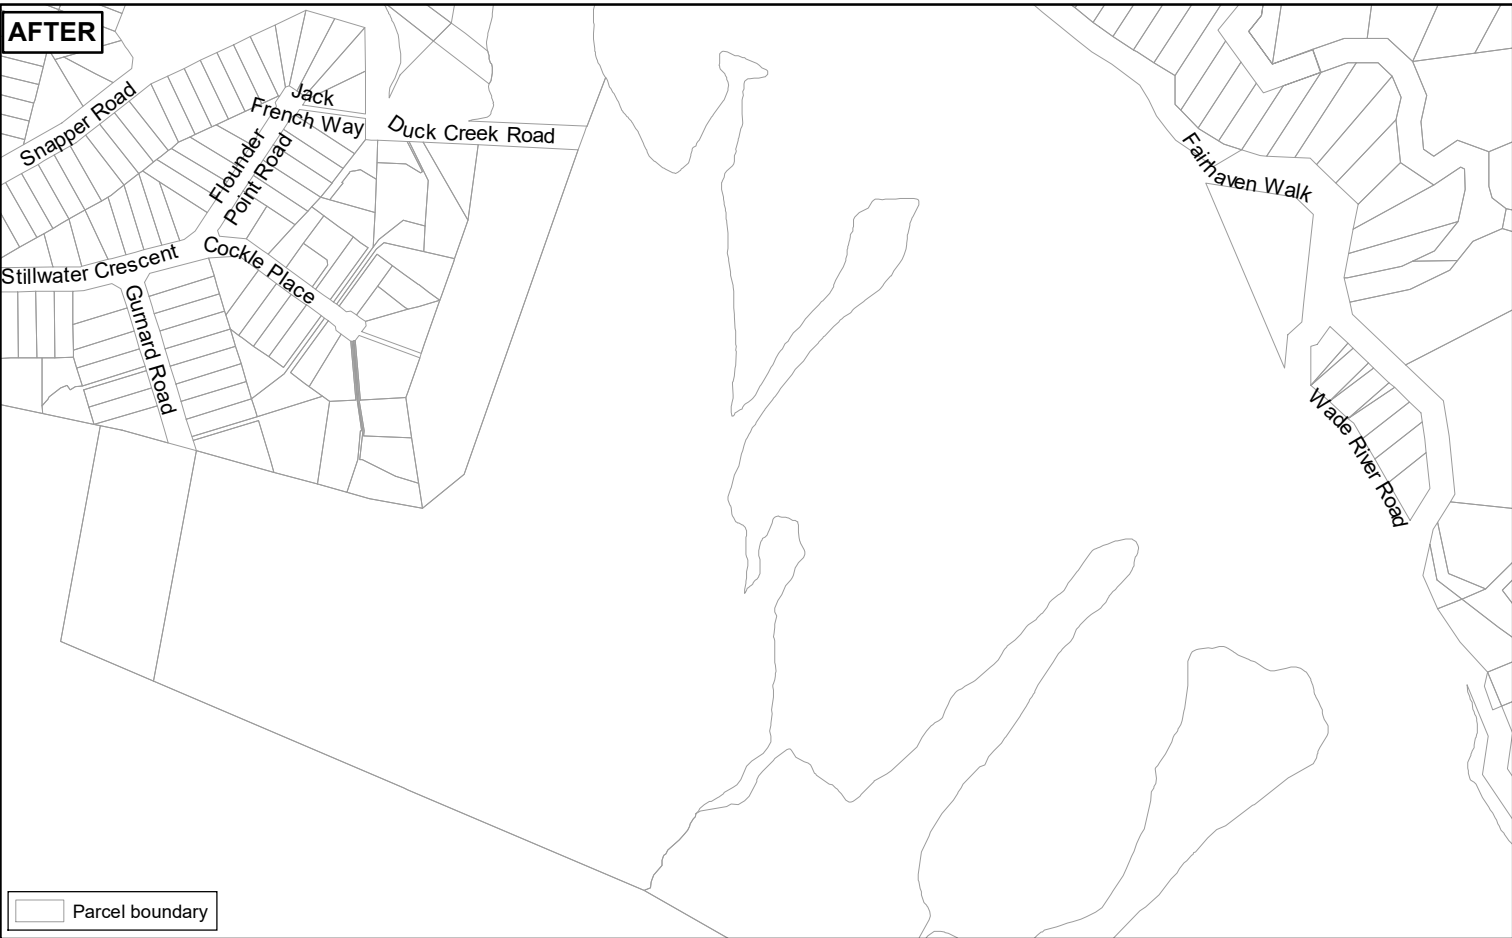 AFTER
Snapper Road
Jack
French Way
Duck Creek Road
Flounder
Point Road
Fairhaven Walk
Stillwater Crescent
Cockle Place
Gurnard Road
Wade River Road
Parcel boundary